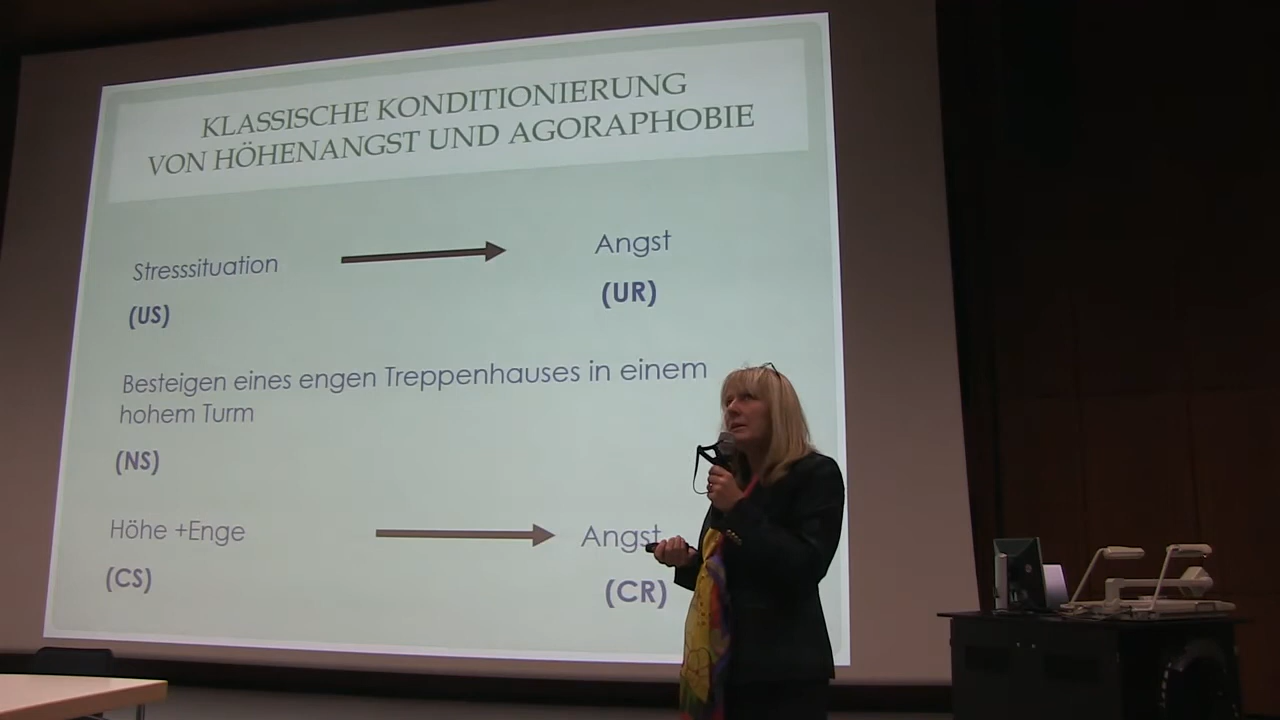 KLASSISCHE KONDITIONIERUNG
VON HÖHENANGST UND AGORAPHOBIE
Stresssituation
Angst
(US)
(UR)
Besteigen eines engen Treppenhauses in einem
hohem Turm
(NS)
Höhe +Enge
Angst
(CS)
(CR)